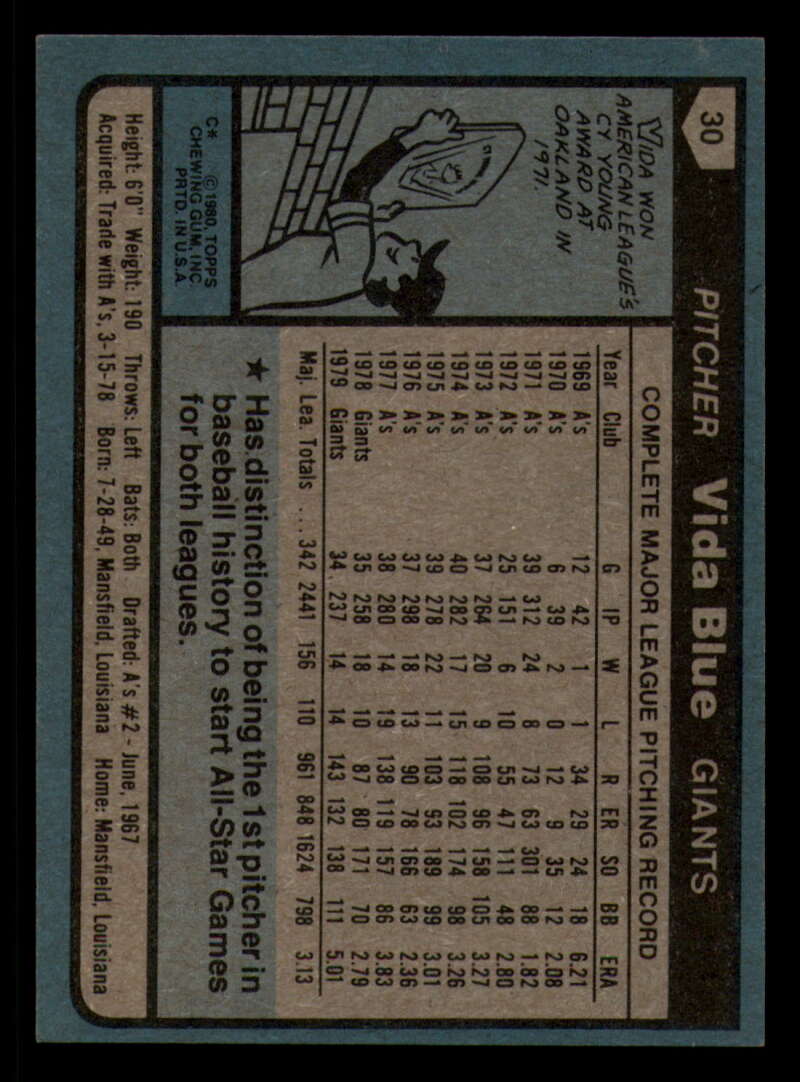 30
PITCHER Vida Blue GIANTS
VIDA WON
AMERICAN LEAGUE'S
CY YOUNG
AWARD AT
OAKLAND IN
1971.
C* © 1980, TOPPS
CHEWING GUM, INC
PRTD. IN U.S.A.
COMPLETE MAJOR LEAGUE PITCHING RECORD
Year Club G IP W L R ER SO BB ERA
1969 A's 12 42 1 1 34 29 24 18 6.21
1970 A's 6 39 2 0 12 9 35 12 2.08
1971 A's 39 312 24 8 73 63 301 88 1.82
1972 A's 25 151 6 10 55 47 111 48 2.80
1973 A's 37 264 20 9 108 96 158 105 3.27
1974 A's 40 282 17 15 118 102 174 98 3.26
1975 A's 39 278 22 11 103 93 189 99 3.01
1976 A's 37 298 18 13 90 78 166 63 2.36
1977 A's 38 280 14 19 138 119 157 86 3.83
1978 Giants 35 258 18 10 87 80 171 70 2.79
1979 Giants 34 237 14 14 143 132 138 111 5.01
Maj. Lea. Totals ... 342 2441 156 110 961 848 1624 798 3.13
★ Has distinction of being the 1st pitcher in
baseball history to start All-Star Games
for both leagues.
Height: 6'0" Weight: 190 Throws: Left Bats: Both Drafted: A's #2 - June, 1967
Acquired: Trade with A's, 3-15-78 Born: 7-28-49, Mansfield, Louisiana Home: Mansfield, Louisiana